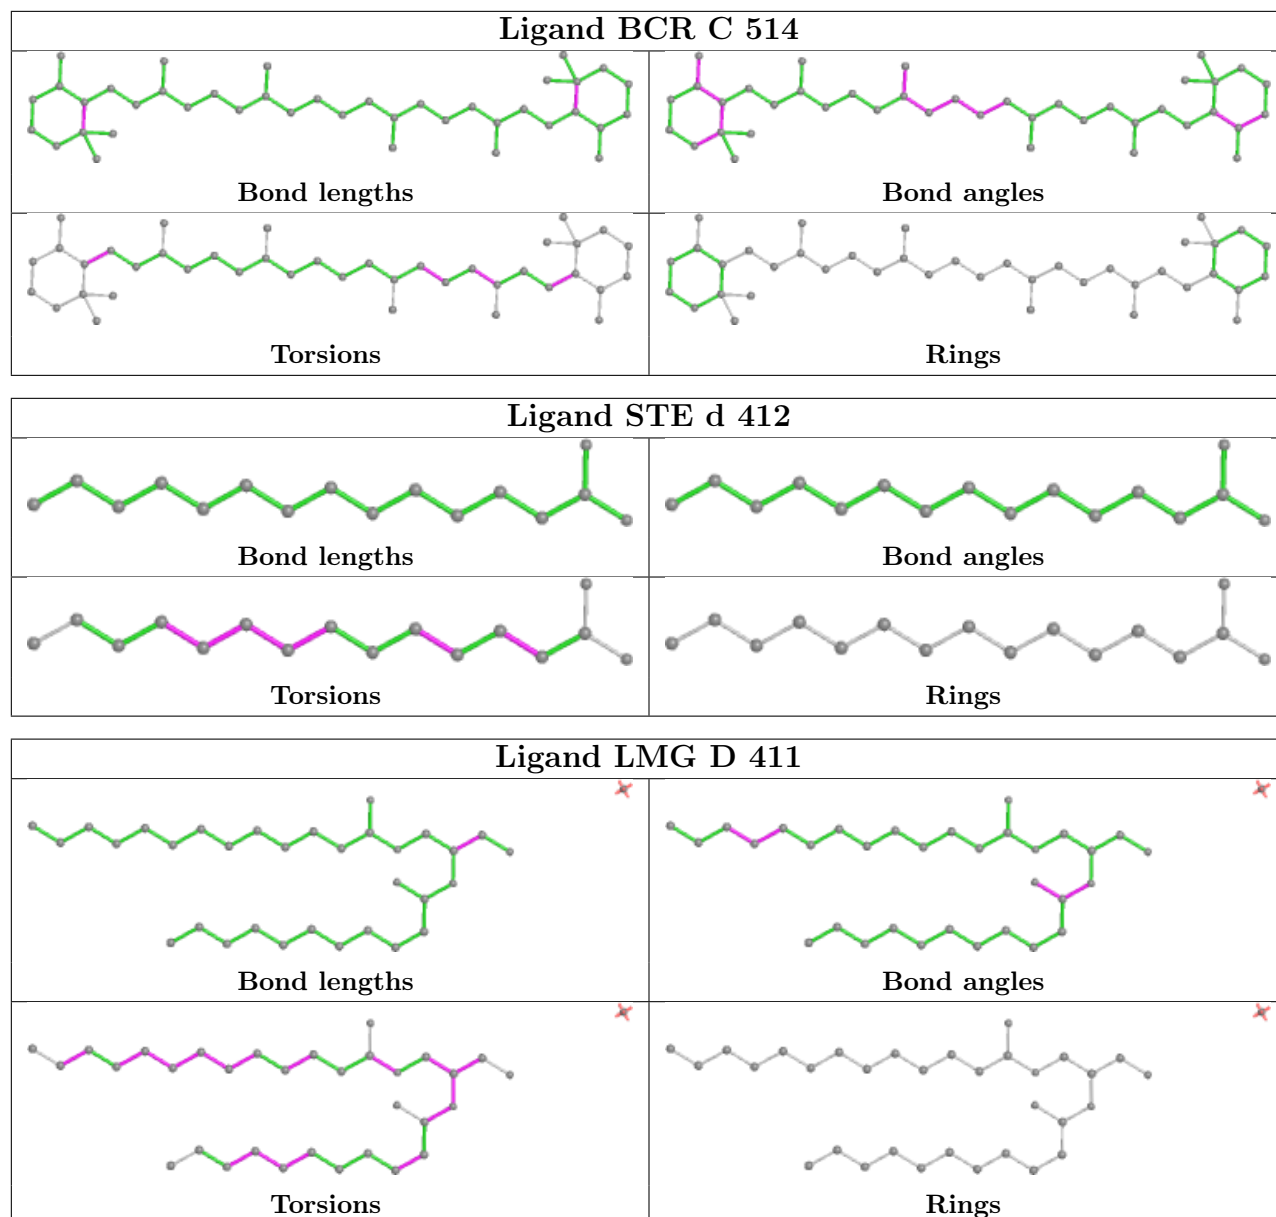 Ligand BCR C 514
Bond lengths
Bond angles
Torsions
Rings
Ligand STE d 412
Bond lengths
Bond angles
Torsions
Rings
Ligand LMG D 411
Bond lengths
Bond angles
Torsions
Rings